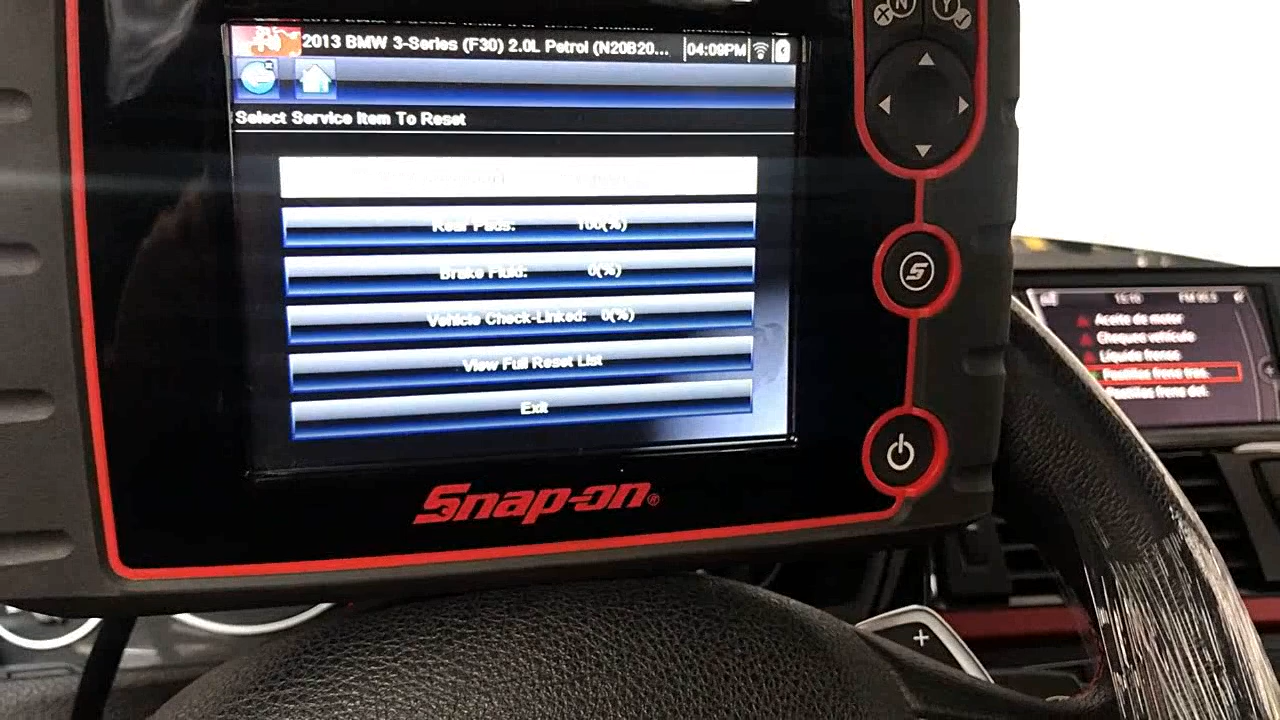 2013 BMW 3-Series (F30) 2.0L Petrol (N20B20...
04:09PM
Select Service Item To Reset
Rear Pads: 100(%)
Brake Fluid: 0(%)
Vehicle Check-Linked: 0(%)
View Full Reset List
Exit
Snap-on®
N
Y
S
+
Aceite de motor
Chequeo vehículo
Líquido frenos
Pastillas freno tras.
Pastillas freno del.